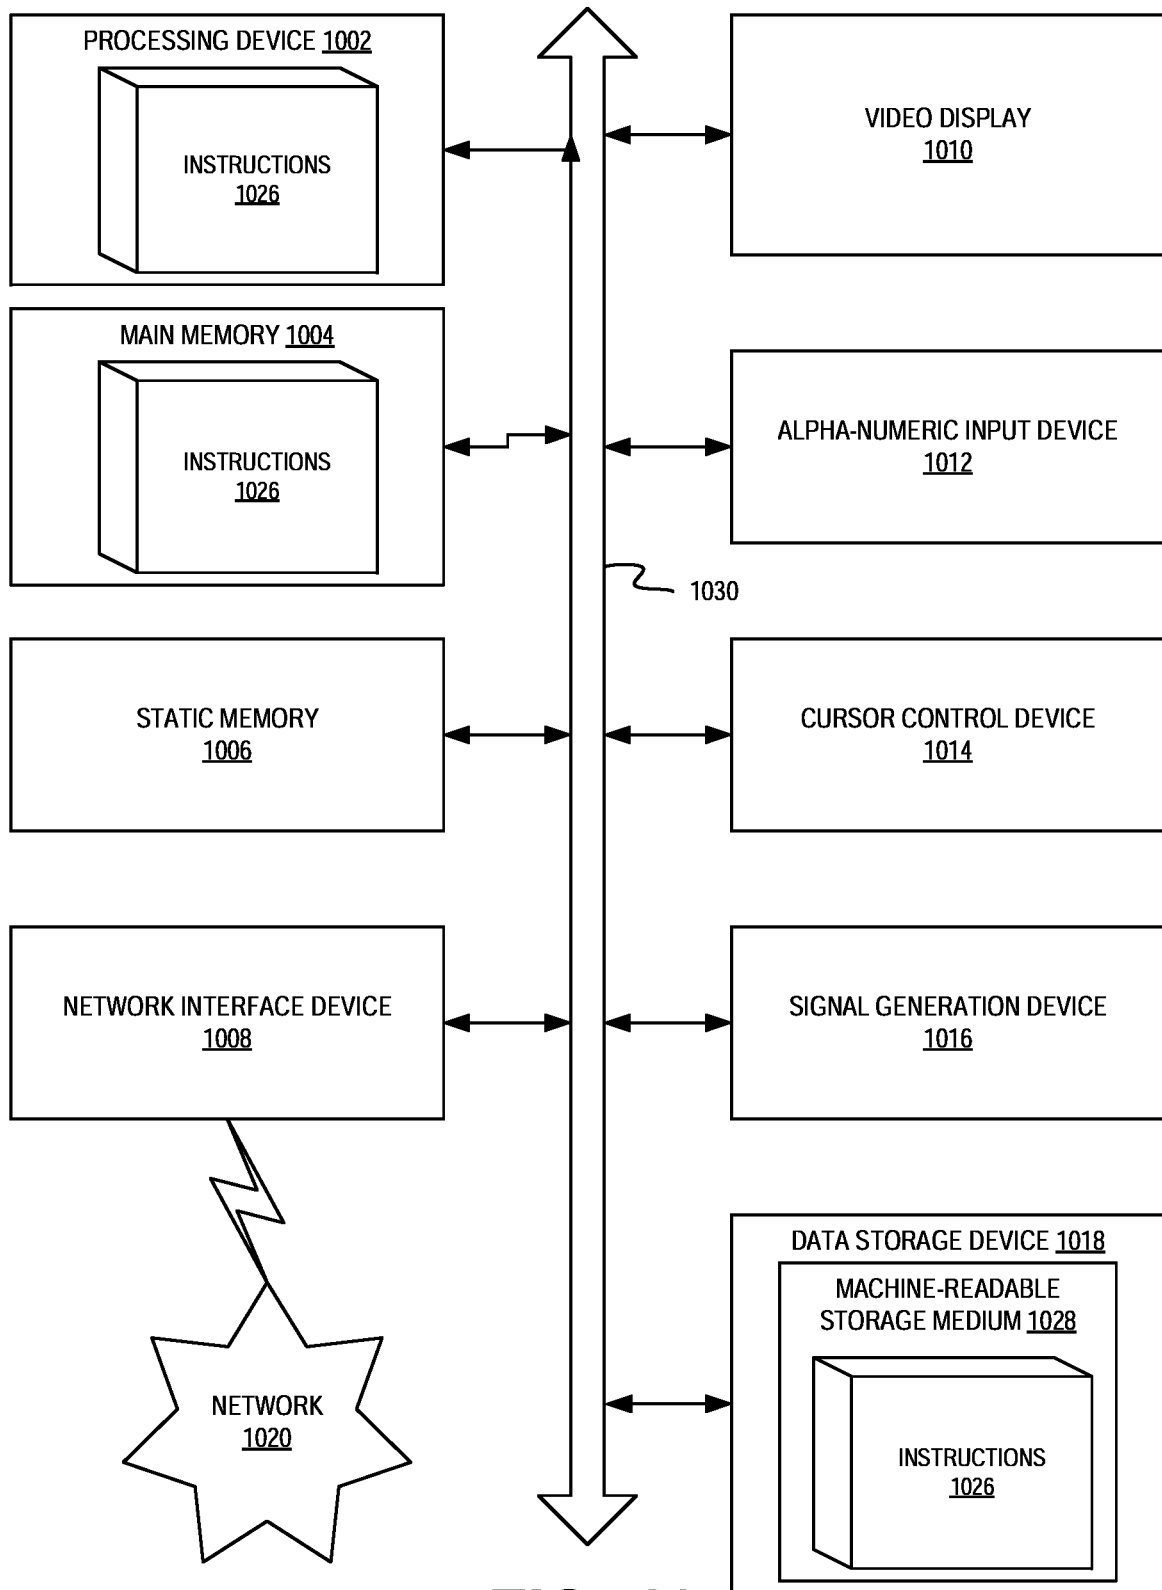 PROCESSING DEVICE 1002
INSTRUCTIONS
1026
MAIN MEMORY 1004
INSTRUCTIONS
1026
STATIC MEMORY
1006
NETWORK INTERFACE DEVICE
1008
NETWORK
1020
1030
VIDEO DISPLAY
1010
ALPHA-NUMERIC INPUT DEVICE
1012
CURSOR CONTROL DEVICE
1014
SIGNAL GENERATION DEVICE
1016
DATA STORAGE DEVICE 1018
MACHINE-READABLE
STORAGE MEDIUM 1028
INSTRUCTIONS
1026